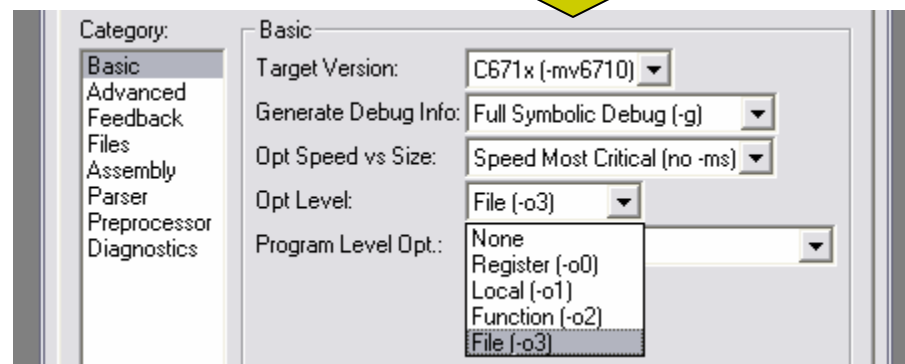 Category:
Basic
Advanced
Feedback
Files
Assembly
Parser
Preprocessor
Diagnostics
Basic
Target Version: C671x (-mv6710)
Generate Debug Info: Full Symbolic Debug (-g)
Opt Speed vs Size: Speed Most Critical (no -ms)
Opt Level: File (-o3)
Program Level Opt.:
None
Register (-o0)
Local (-o1)
Function (-o2)
File (-o3)